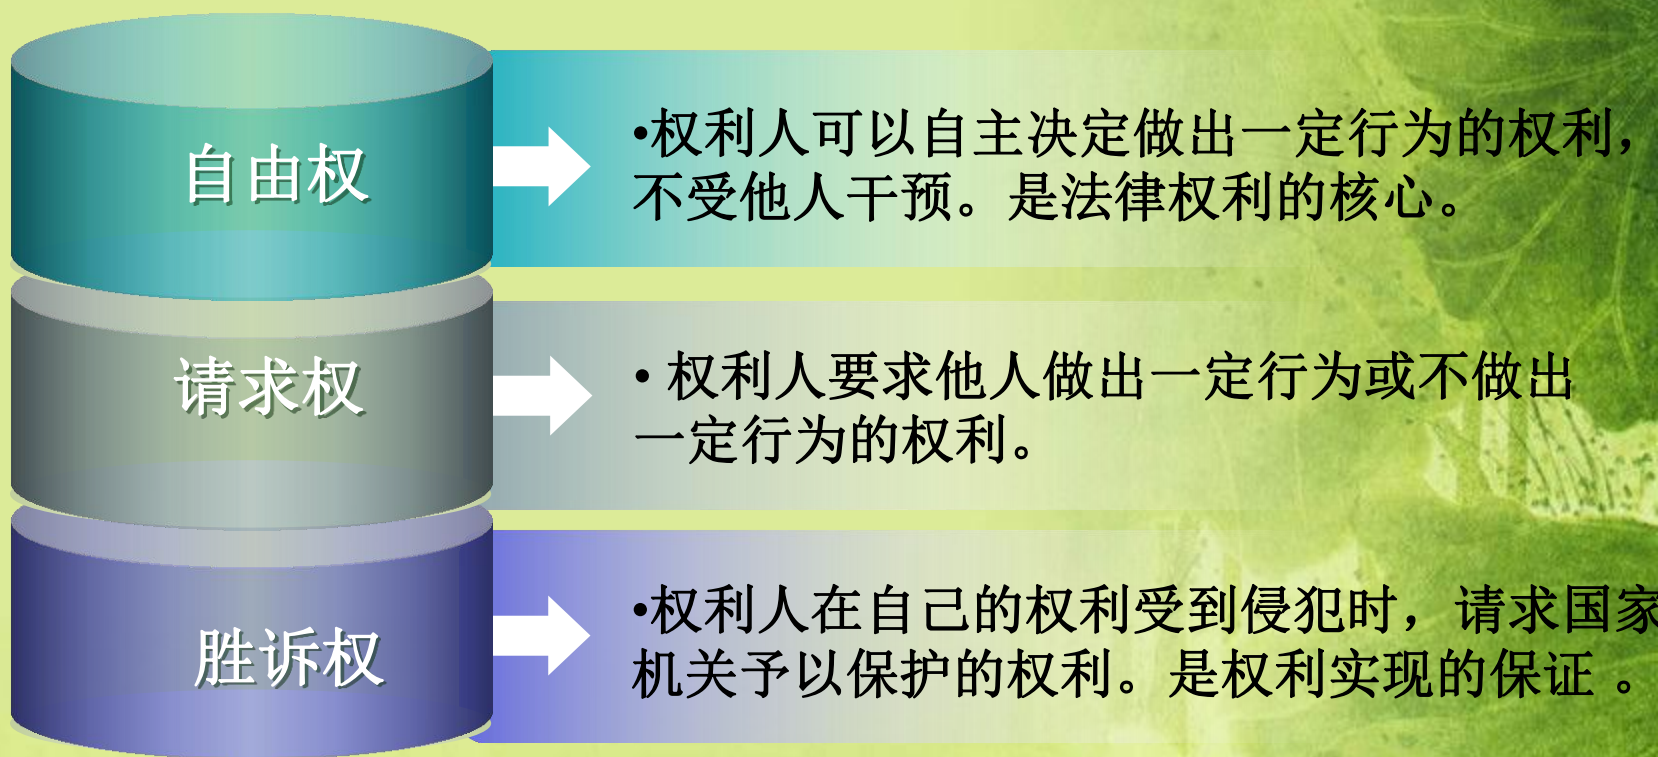 自由权
•权利人可以自主决定做出一定行为的权利，
不受他人干预。是法律权利的核心。
请求权
• 权利人要求他人做出一定行为或不做出
一定行为的权利。
胜诉权
•权利人在自己的权利受到侵犯时，请求国家
机关予以保护的权利。是权利实现的保证 。